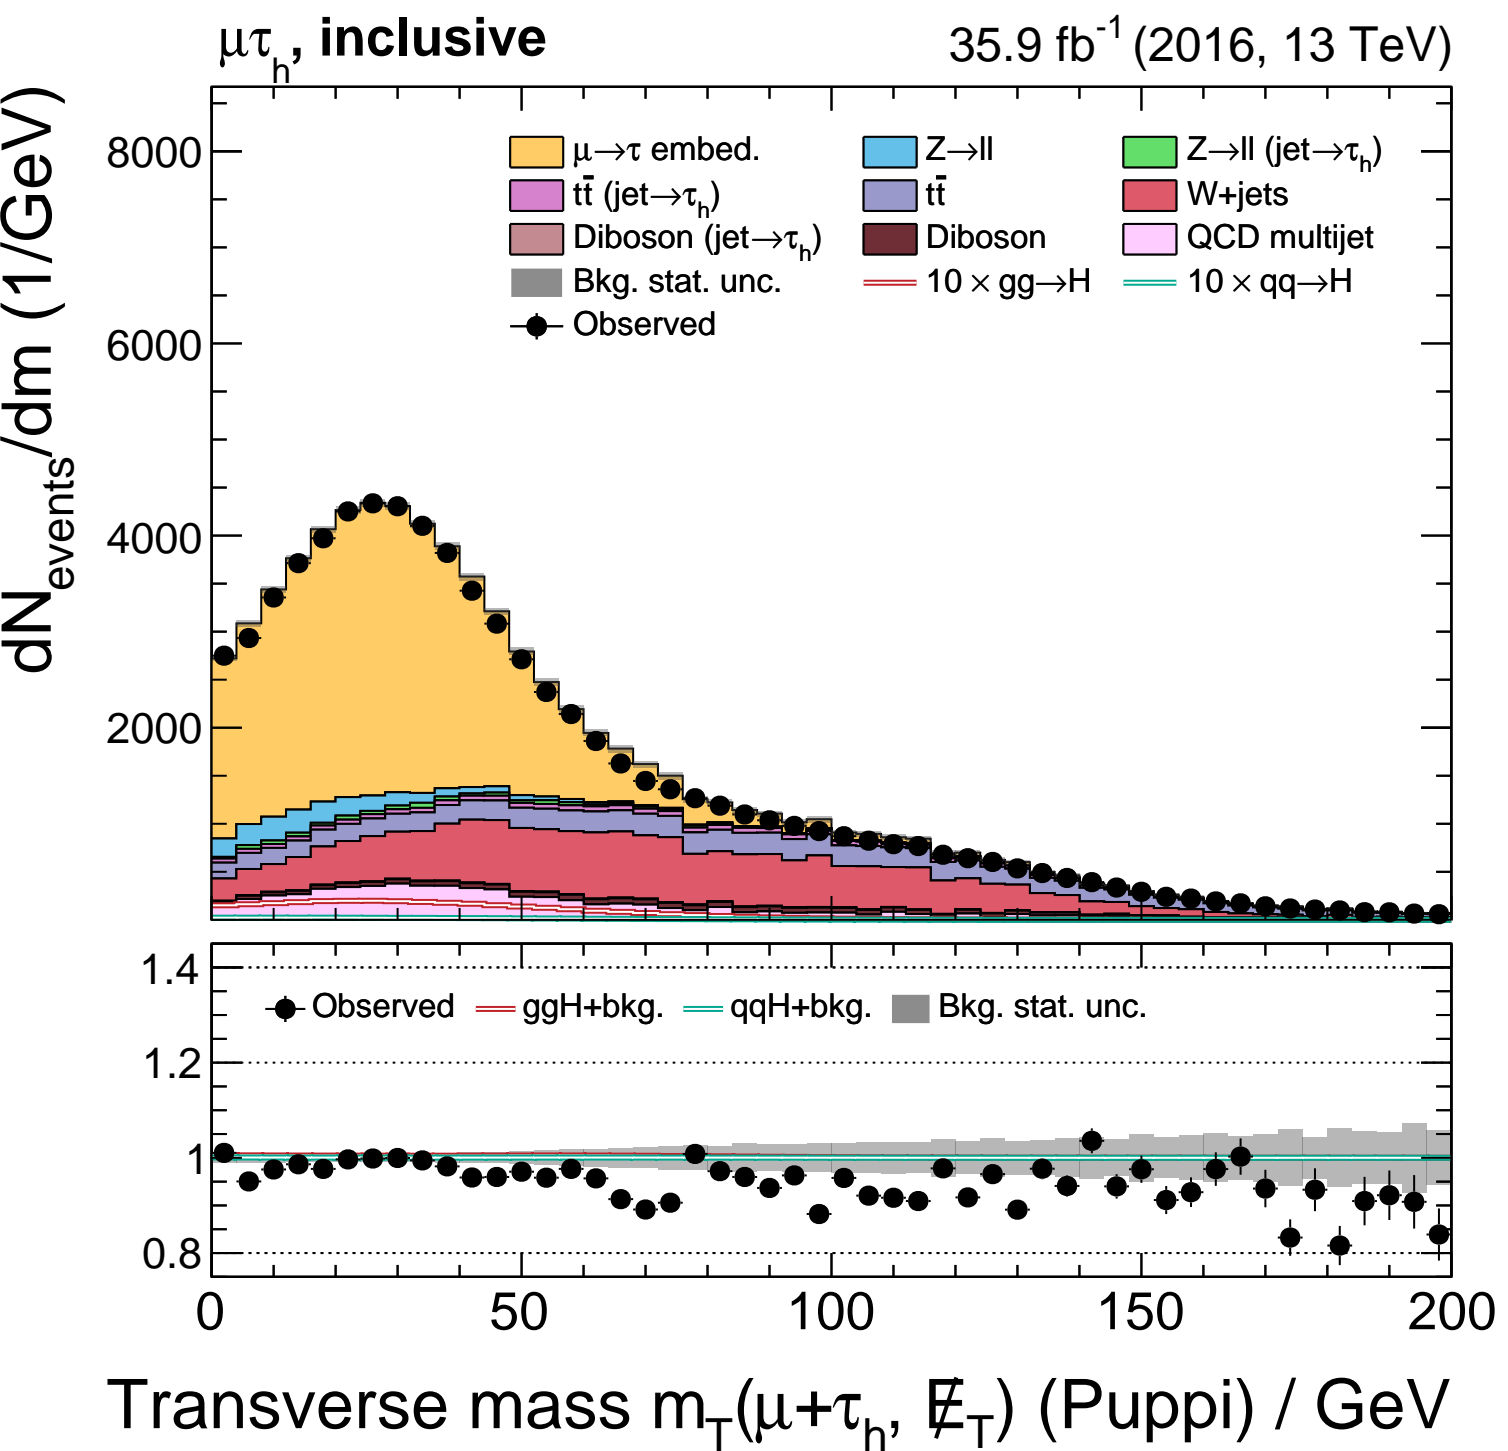 μτh, inclusive 35.9 fb-1 (2016, 13 TeV)
dNevents/dm (1/GeV)
8000
6000
4000
2000
μ→τ embed. Z→ll Z→ll (jet→τh)
tt̄ (jet→τh) tt̄ W+jets
Diboson (jet→τh) Diboson QCD multijet
Bkg. stat. unc. 10 × gg→H 10 × qq→H
Observed
1.4
1.2
1
0.8
Observed ggH+bkg. qqH+bkg. Bkg. stat. unc.
0 50 100 150 200
Transverse mass mT(μ+τh, E̸T) (Puppi) / GeV